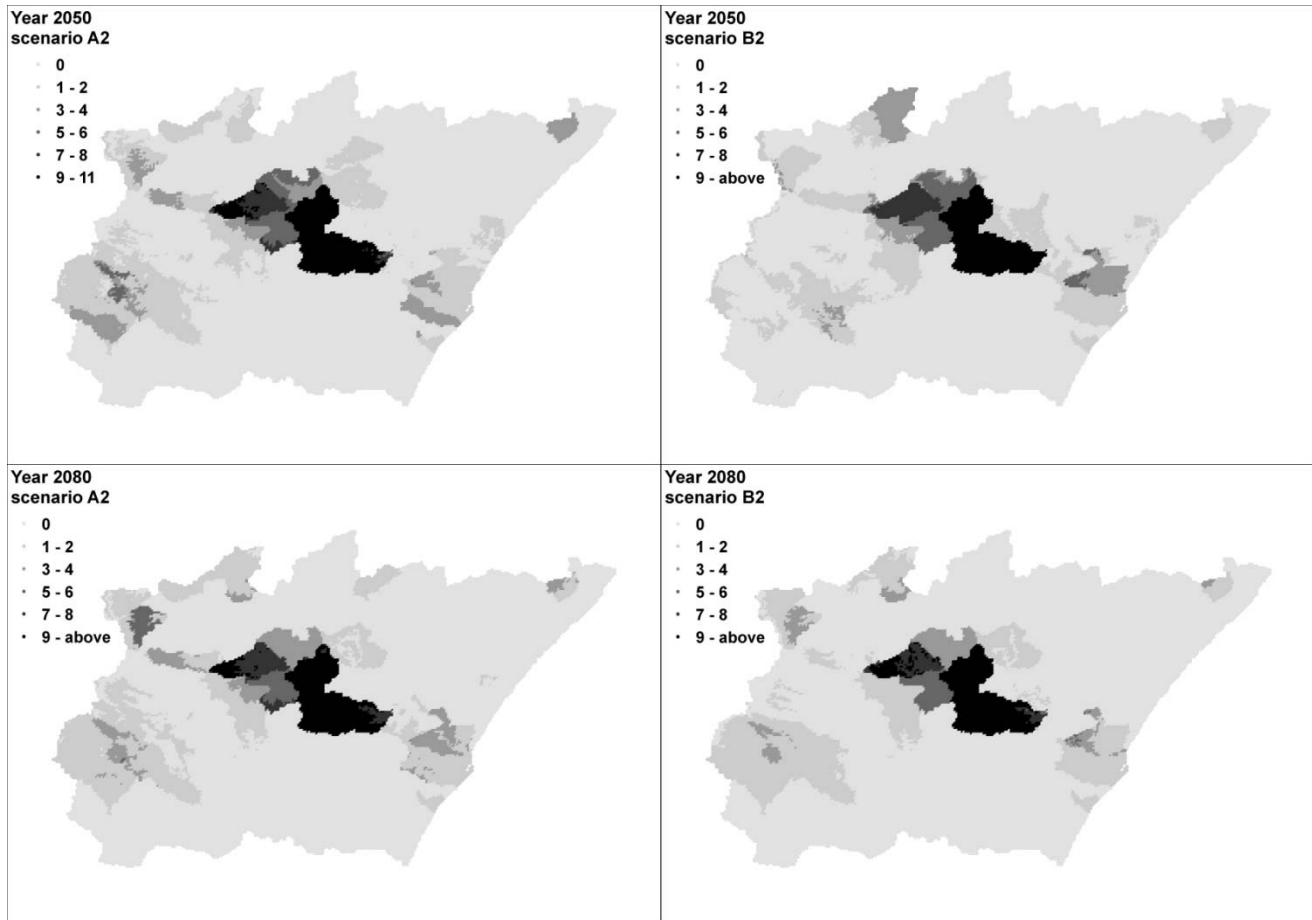 Year 2050
scenario A2
0
1 - 2
3 - 4
5 - 6
7 - 8
9 - 11
Year 2050
scenario B2
0
1 - 2
3 - 4
5 - 6
7 - 8
9 - above
Year 2080
scenario A2
0
1 - 2
3 - 4
5 - 6
7 - 8
9 - above
Year 2080
scenario B2
0
1 - 2
3 - 4
5 - 6
7 - 8
9 - above